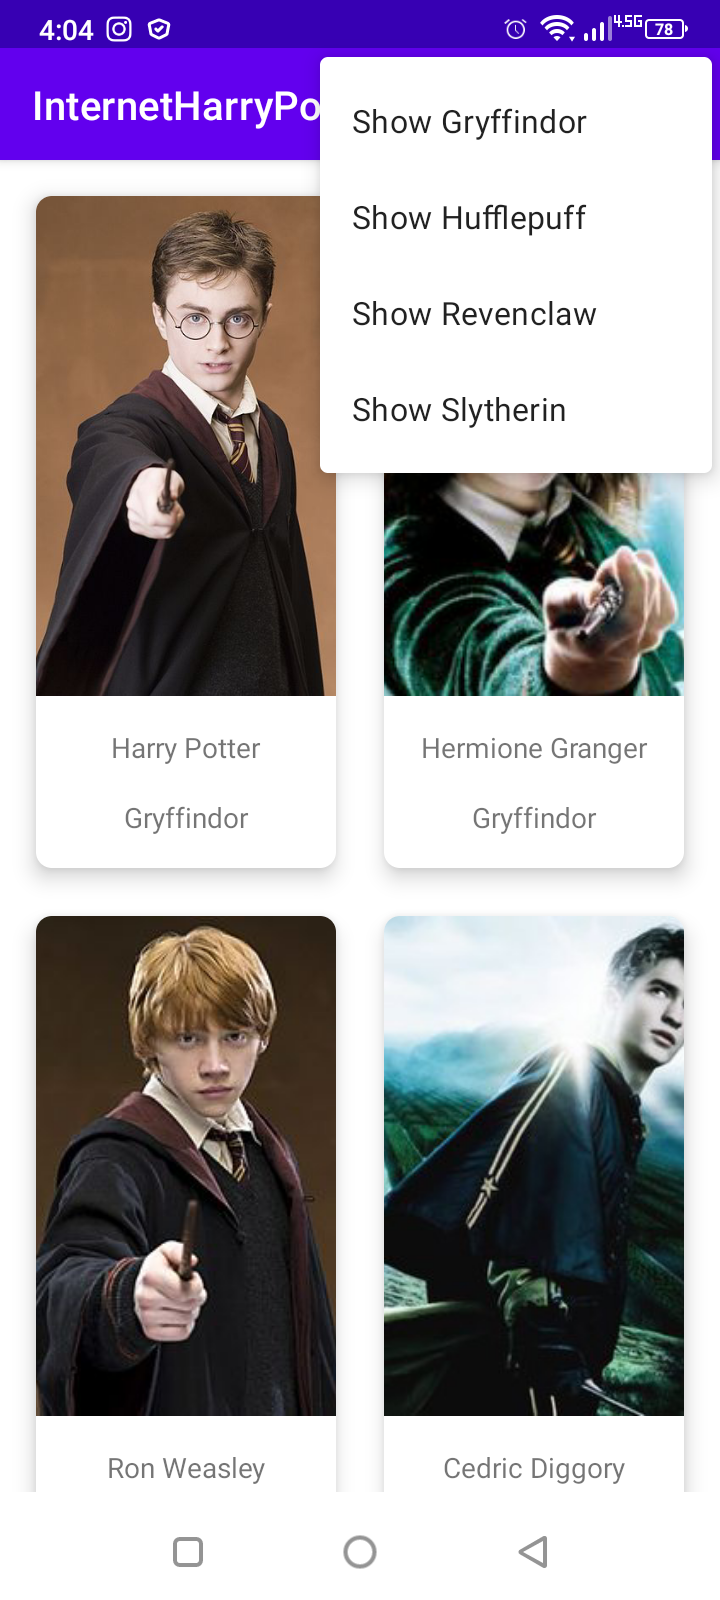 4:04
4.5G
78
InternetHarryPo
Show Gryffindor
Show Hufflepuff
Show Revenclaw
Show Slytherin
Harry Potter
Hermione Granger
Gryffindor
Gryffindor
Ron Weasley
Cedric Diggory